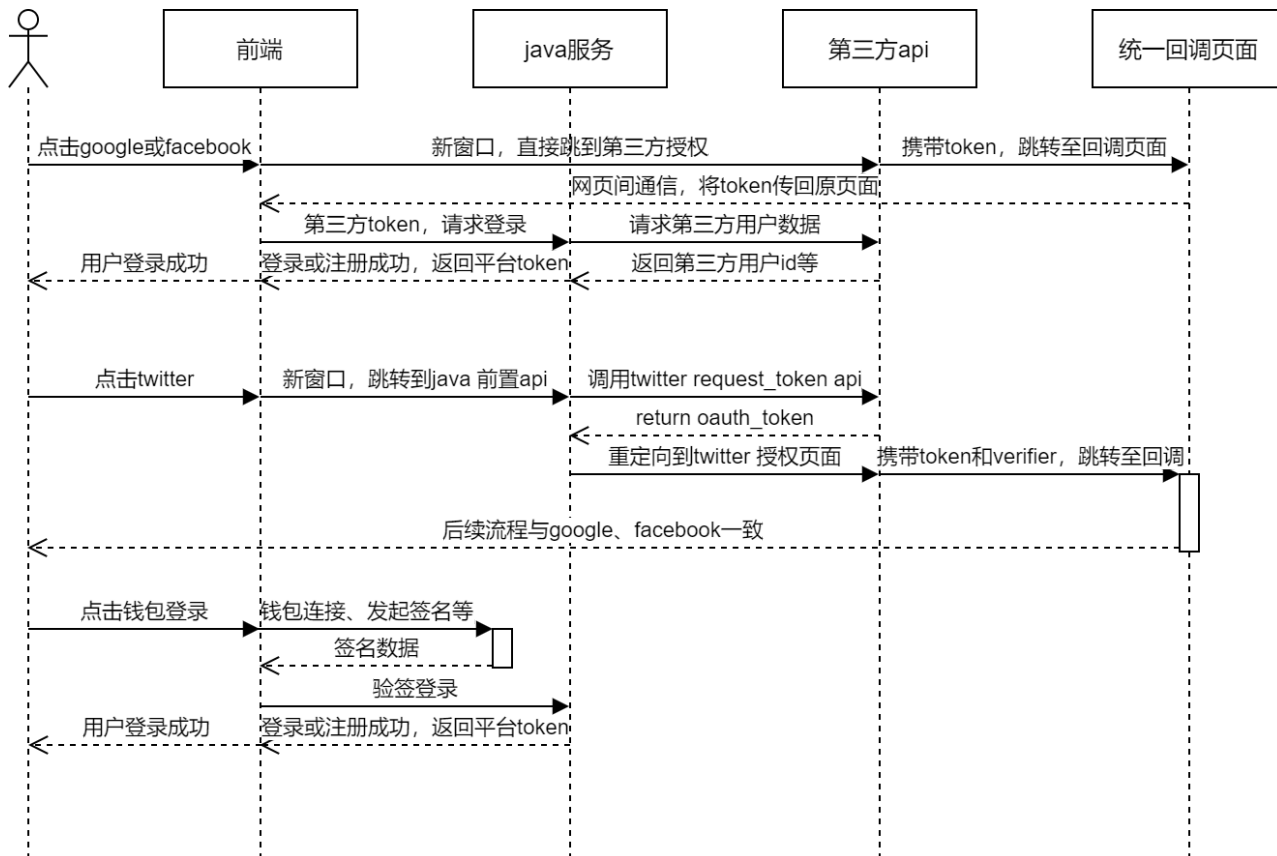 前端
java服务
第三方api
统一回调页面
点击google或facebook
新窗口，直接跳到第三方授权
携带token，跳转至回调页面
网页间通信，将token传回原页面
第三方token，请求登录
请求第三方用户数据
用户登录成功
登录或注册成功，返回平台token
返回第三方用户id等
点击twitter
新窗口，跳转到java 前置api
调用twitter request_token api
return oauth_token
重定向到twitter 授权页面
携带token和verifier，跳转至回调
后续流程与google、facebook一致
点击钱包登录
钱包连接、发起签名等
签名数据
验签登录
用户登录成功
登录或注册成功，返回平台token